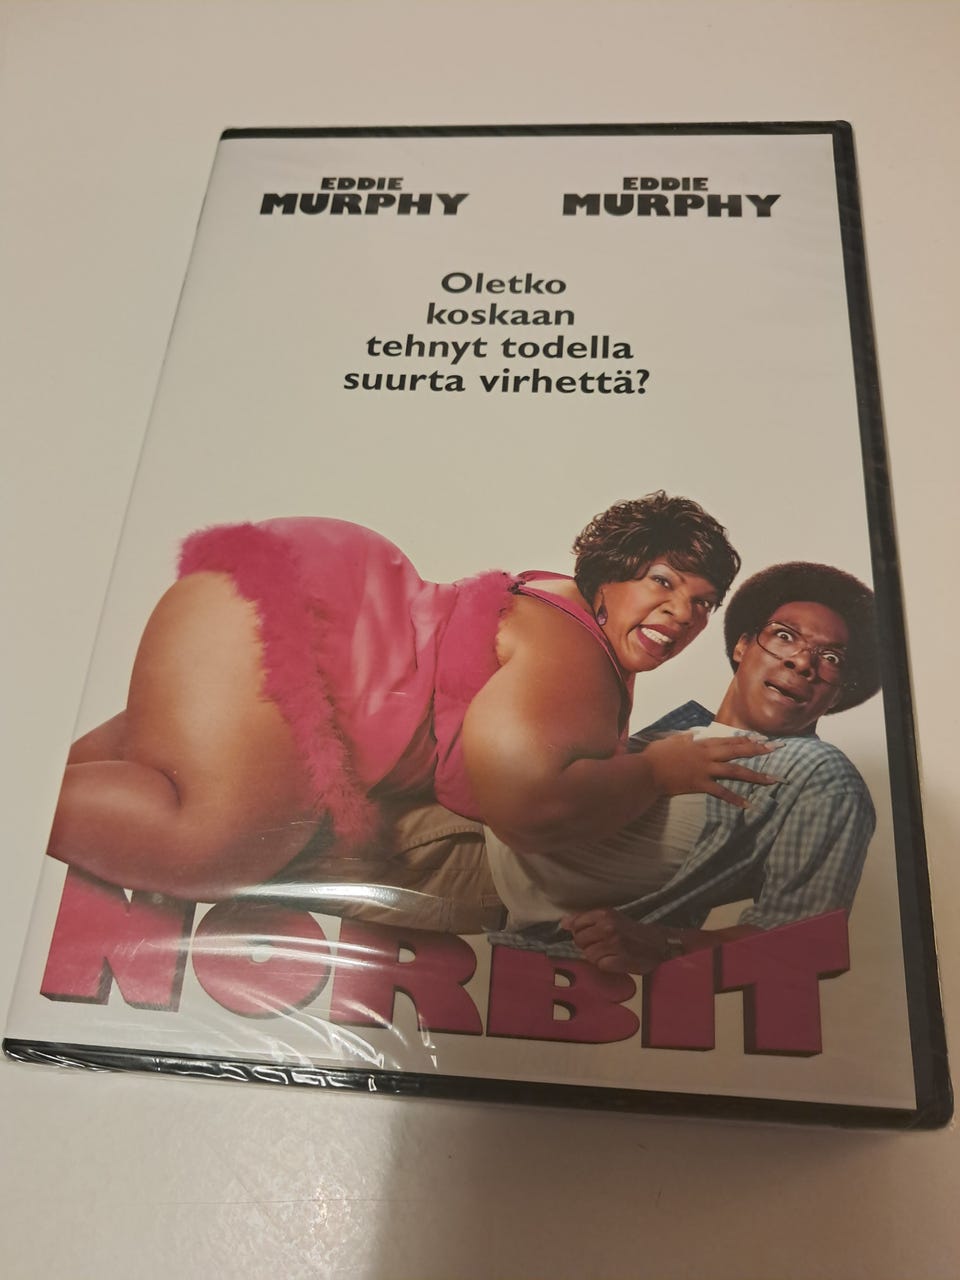 EDDIE
MURPHY
EDDIE
MURPHY
Oletko
koskaan
tehnyt todella
suurta virhettä?
NORBIT